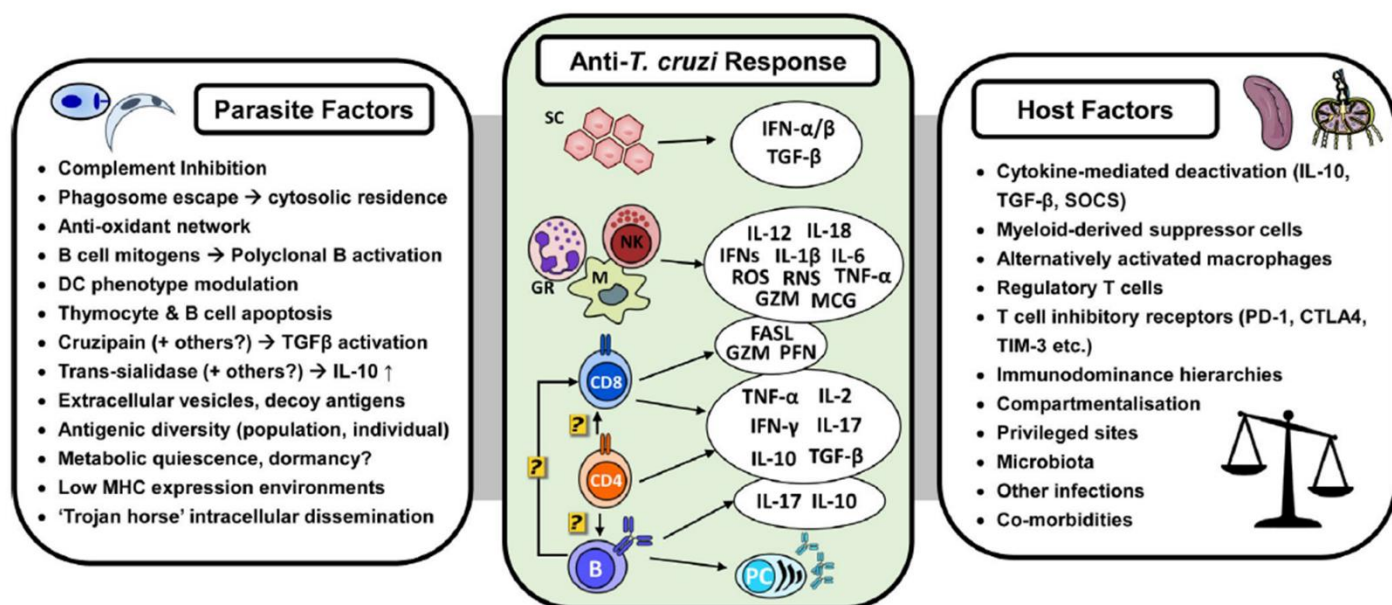 Parasite Factors
• Complement Inhibition
• Phagosome escape → cytosolic residence
• Anti-oxidant network
• B cell mitogens → Polyclonal B activation
• DC phenotype modulation
• Thymocyte & B cell apoptosis
• Cruzipain (+ others?) → TGFβ activation
• Trans-sialidase (+ others?) → IL-10 ↑
• Extracellular vesicles, decoy antigens
• Antigenic diversity (population, individual)
• Metabolic quiescence, dormancy?
• Low MHC expression environments
• ‘Trojan horse’ intracellular dissemination
Anti-T. cruzi Response
SC
IFN-α/β
TGF-β
GR
M
NK
IL-12 IL-18
IFNs IL-1β IL-6
ROS RNS TNF-α
GZM MCG
CD8
FASL
GZM PFN
?
?
CD4
TNF-α IL-2
IFN-γ IL-17
IL-10 TGF-β
?
B
IL-17 IL-10
PC
Host Factors
• Cytokine-mediated deactivation (IL-10,
TGF-β, SOCS)
• Myeloid-derived suppressor cells
• Alternatively activated macrophages
• Regulatory T cells
• T cell inhibitory receptors (PD-1, CTLA4,
TIM-3 etc.)
• Immunodominance hierarchies
• Compartmentalisation
• Privileged sites
• Microbiota
• Other infections
• Co-morbidities